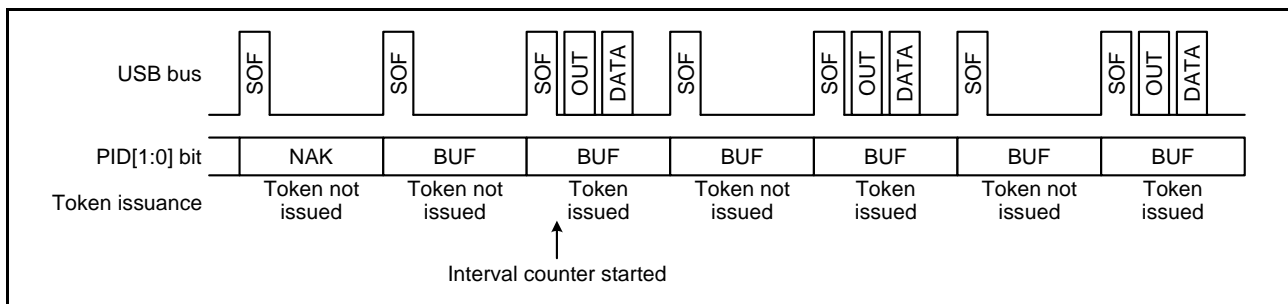 USB bus
SOF SOF SOF OUT DATA SOF SOF OUT DATA SOF SOF OUT DATA
PID[1:0] bit NAK BUF BUF BUF BUF BUF BUF
Token issuance Token not issued Token not issued Token issued Token not issued Token issued Token not issued Token issued
Interval counter started